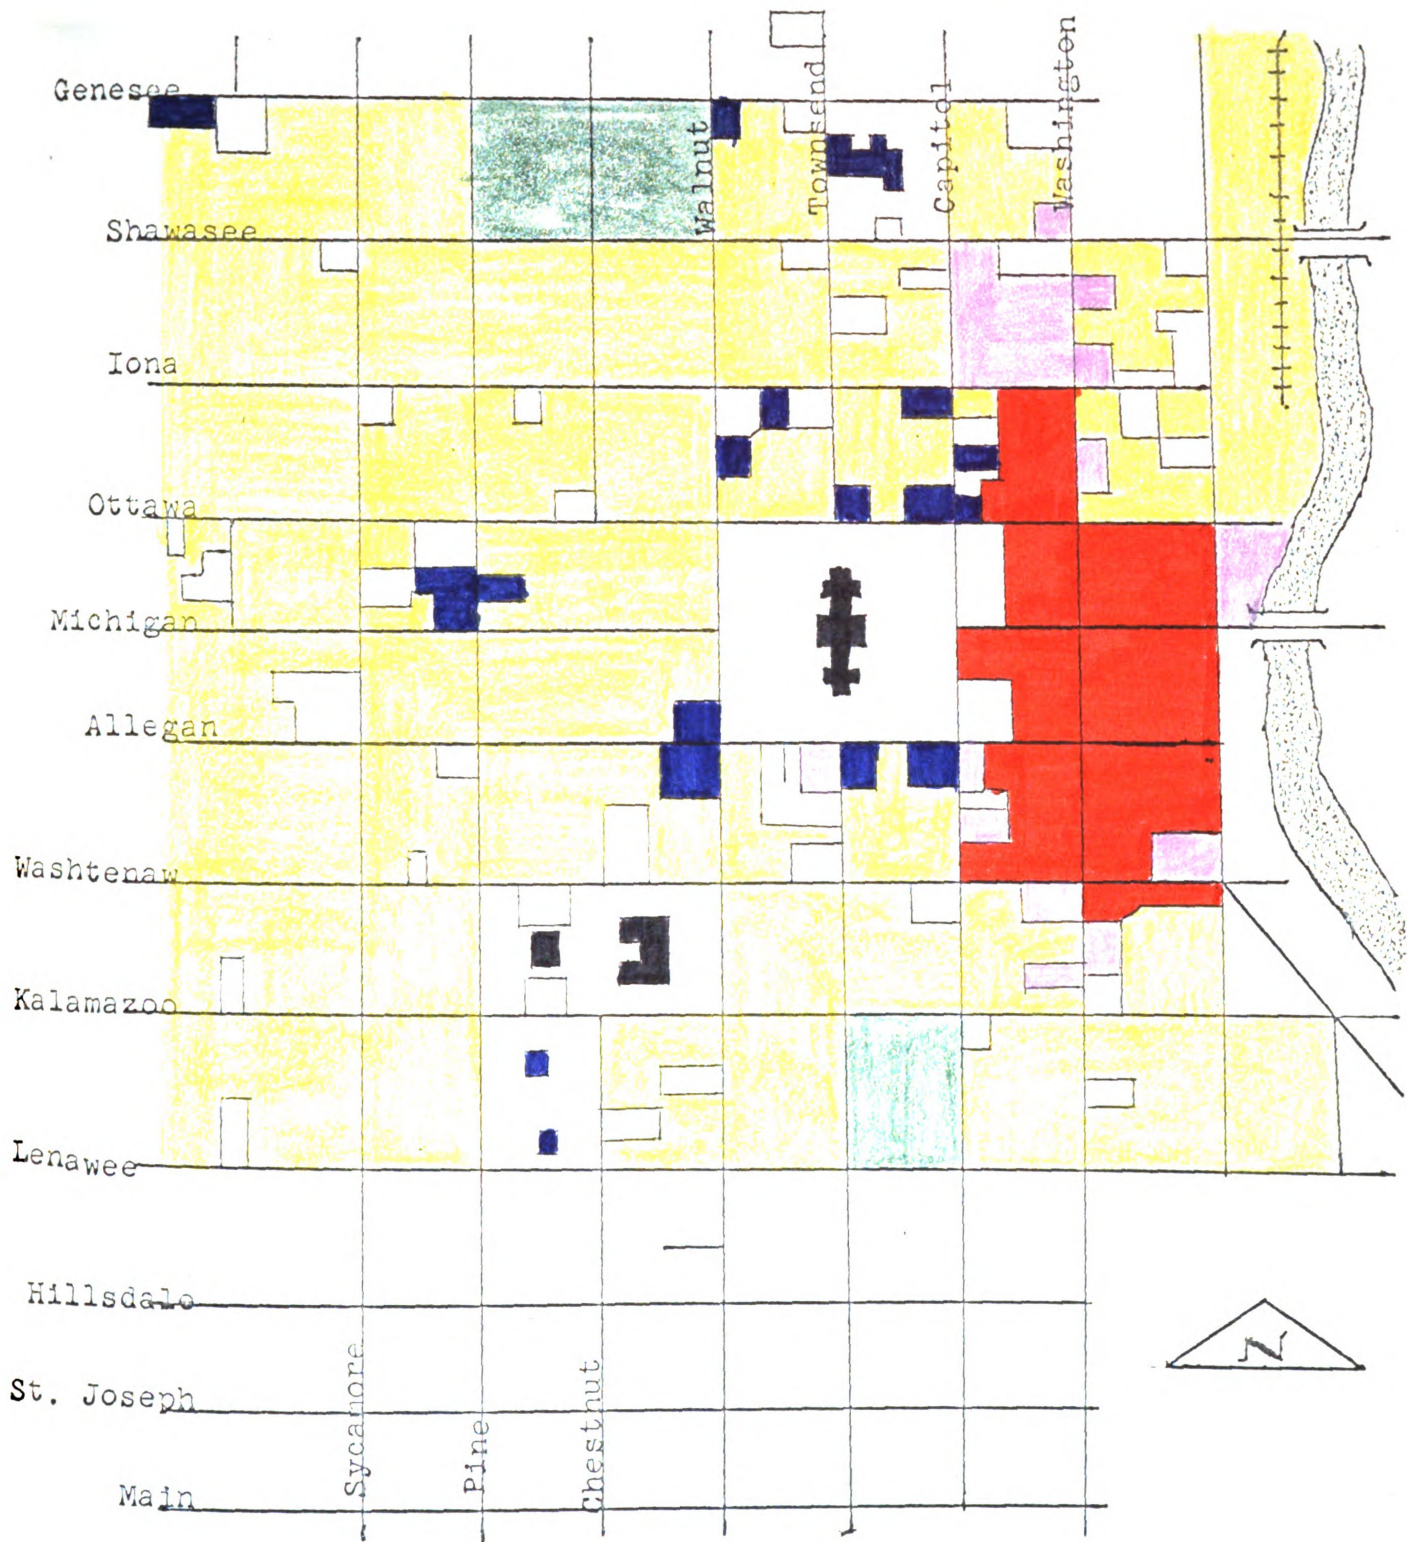 Genesee
Walnut
Townsend
Capitol
Washington
Shawasee
Iona
Ottawa
Michigan
Allegan
Washtenaw
Kalamazoo
Lenawee
Hillsdale
St. Joseph
Main
Sycamore
Pine
Chestnut
N